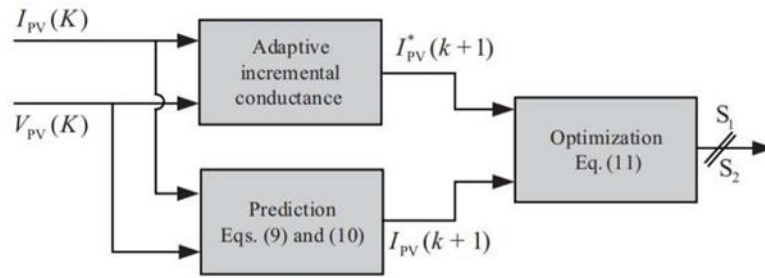 I_PV(K)
V_PV(K)
Adaptive
incremental
conductance
I*_PV(k+1)
Prediction
Eqs. (9) and (10)
I_PV(k+1)
Optimization
Eq. (11)
S_1
S_2